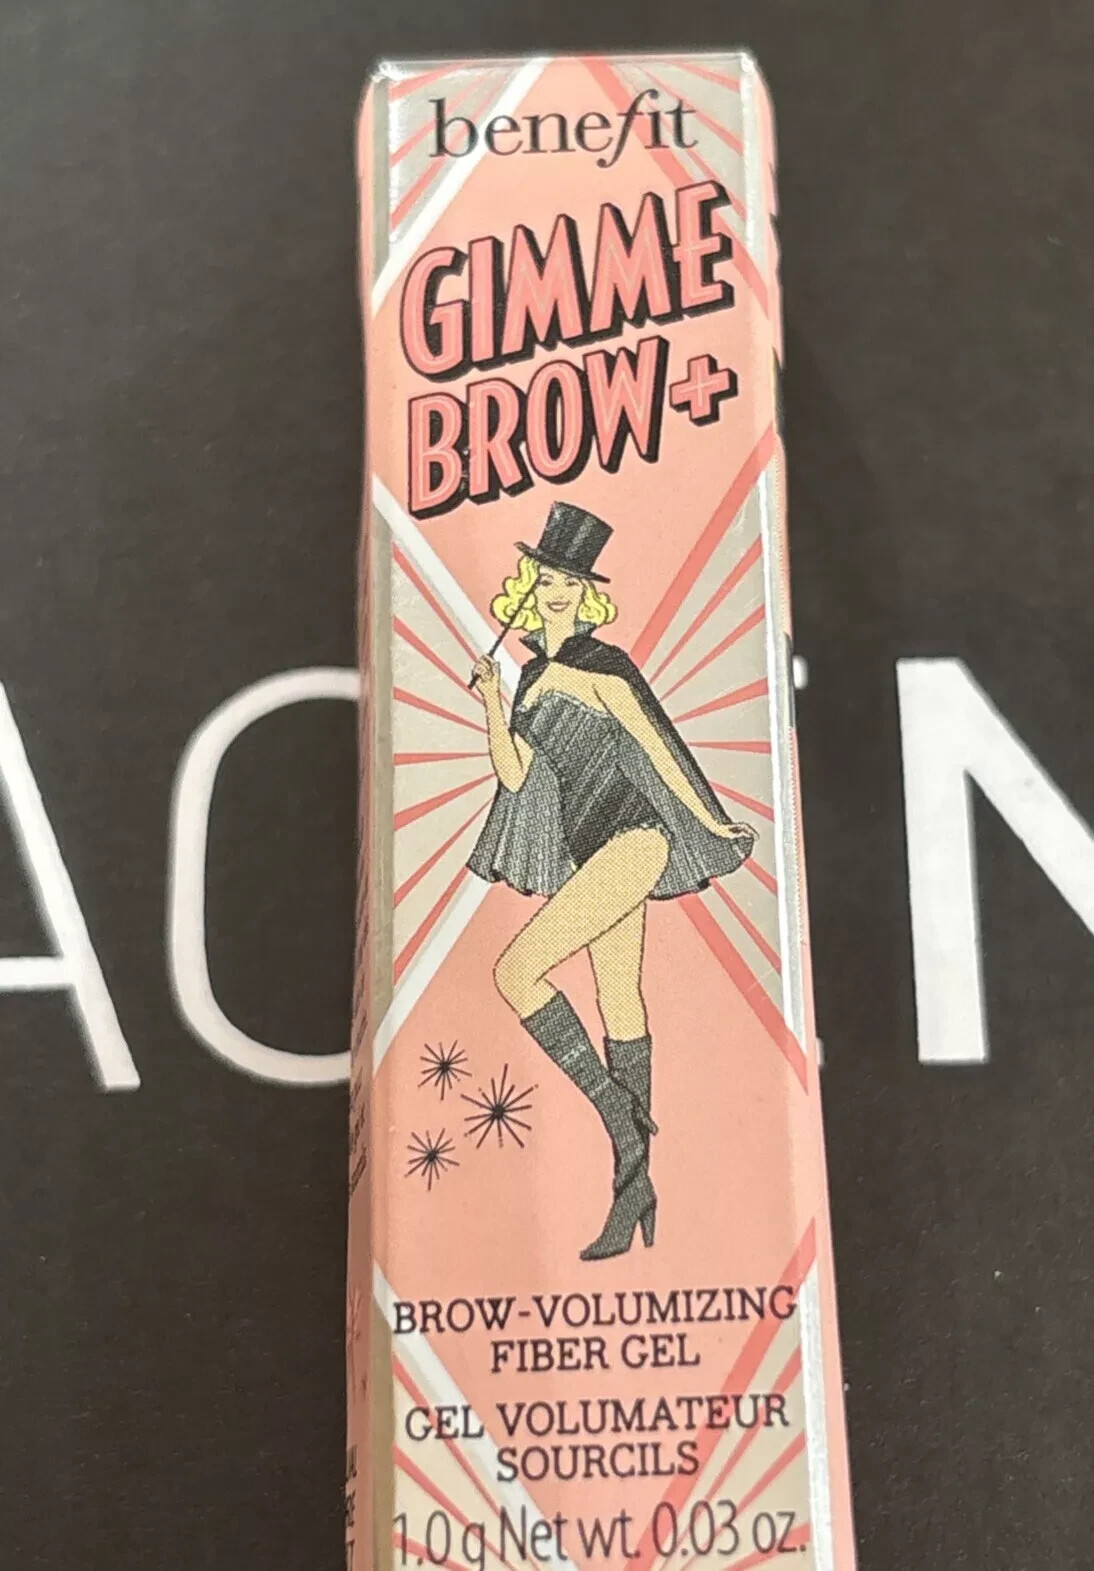 benefit
GIMME
BROW+
BROW-VOLUMIZING
FIBER GEL
GEL VOLUMATEUR
SOURCILS
1.0 g Net wt. 0.03 oz.